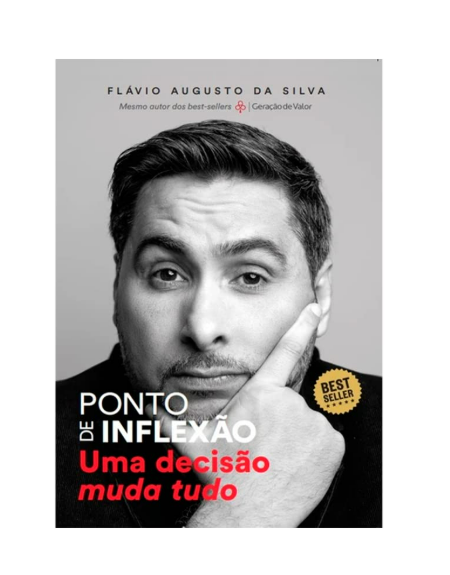 FLÁVIO AUGUSTO DA SILVA
Mesmo autor dos best-sellers | Geração de Valor
PONTO
DE INFLEXÃO
Uma decisão
muda tudo
BEST
SELLER